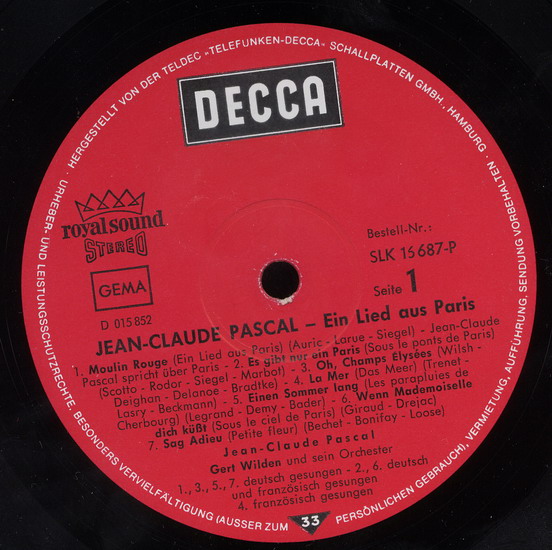 HERGESTELLT VON DER TELDEC „TELEFUNKEN-DECCA" SCHALLPLATTEN GMBH, HAMBURG ·
URHEBER- UND LEISTUNGSSCHUTZRECHTE, BESONDERS VERVIELFÄLTIGUNG (AUSSER ZUM PERSÖNLICHEN GEBRAUCH), VERMIETUNG, AUFFÜHRUNG, SENDUNG VORBEHALTEN ·
DECCA
royal sound
STEREO
GEMA
D 015 852
Bestell-Nr.:
SLK 15 687-P
Seite 1
JEAN-CLAUDE PASCAL – Ein Lied aus Paris
1. Moulin Rouge (Ein Lied aus Paris) (Auric - Larue - Siegel) - Jean-Claude
Pascal spricht über Paris - 2. Es gibt nur ein Paris (Sous le ponts de Paris)
(Scotto - Rodor - Siegel - Marbot) - 3. Oh, Champs Elysées (Wilsh -
Deighan - Delanoe - Bradtke) - 4. La Mer (Das Meer) (Trenet -
Lasry - Beckmann) - 5. Einen Sommer lang (Les parapluies de
Cherbourg) (Legrand - Demy - Bader) - 6. Wenn Mademoiselle
dich küßt (Sous le ciel de Paris) (Giraud - Drejac)
7. Sag Adieu (Petite fleur) (Bechet - Bonifay - Loose)
Jean-Claude Pascal
Gert Wilden und sein Orchester
1., 3., 5., 7. deutsch gesungen - 2., 6. deutsch
und französisch gesungen
4. französisch gesungen
33